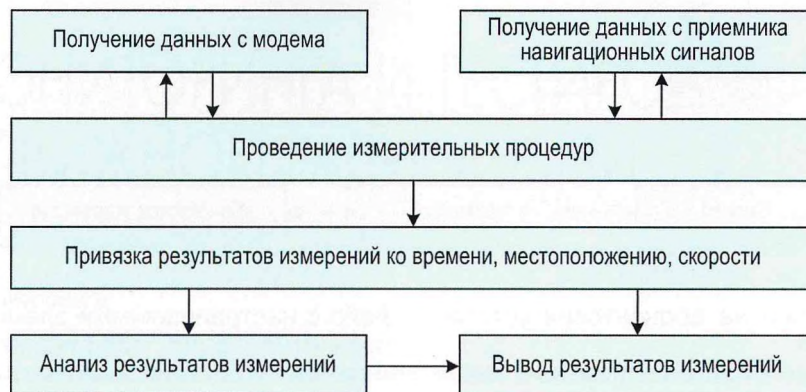 Получение данных с модема
Получение данных с приемника
навигационных сигналов
Проведение измерительных процедур
Привязка результатов измерений ко времени, местоположению, скорости
Анализ результатов измерений
Вывод результатов измерений